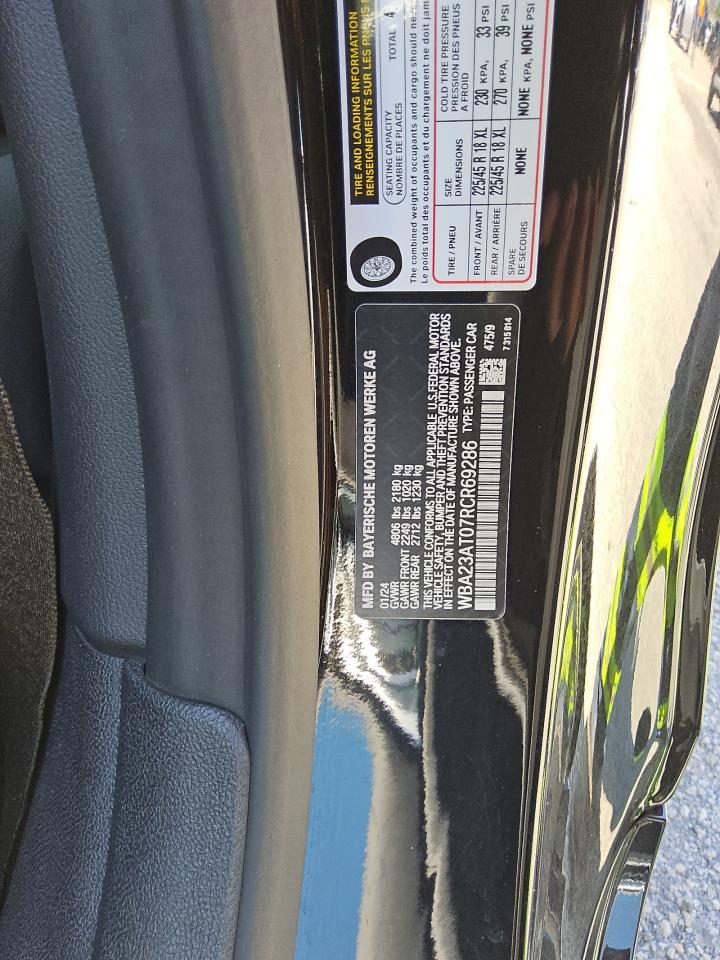 TIRE AND LOADING INFORMATION
RENSEIGNEMENTS SUR LES PNEUS
SEATING CAPACITY
NOMBRE DE PLACES
TOTAL 4
The combined weight of occupants and cargo should
Le poids total des occupants et du chargement ne doit jam
TIRE / PNEU
SIZE
DIMENSIONS
COLD TIRE PRESSURE
PRESSION DES PNEUS
A FROID
FRONT / AVANT 225/45 R 18 XL 230 KPA, 33 PSI
REAR / ARRIÈRE 225/45 R 18 XL 270 KPA, 39 PSI
SPARE
DE SECOURS
NONE
NONE KPA, NONE PSI
MFD BY BAYERISCHE MOTOREN WERKE AG
01/24
GVWR 4806 lbs 2180 kg
GAWR FRONT 2249 lbs 1020 kg
GAWR REAR 2712 lbs 1230 kg
THIS VEHICLE CONFORMS TO ALL APPLICABLE U.S.FEDERAL MOTOR
VEHICLE SAFETY, BUMPER AND THEFT PREVENTION STANDARDS
IN EFFECT ON THE DATE OF MANUFACTURE SHOWN ABOVE.
WBA23AT07RCR69286 TYPE: PASSENGER CAR
475/9
7 315 814